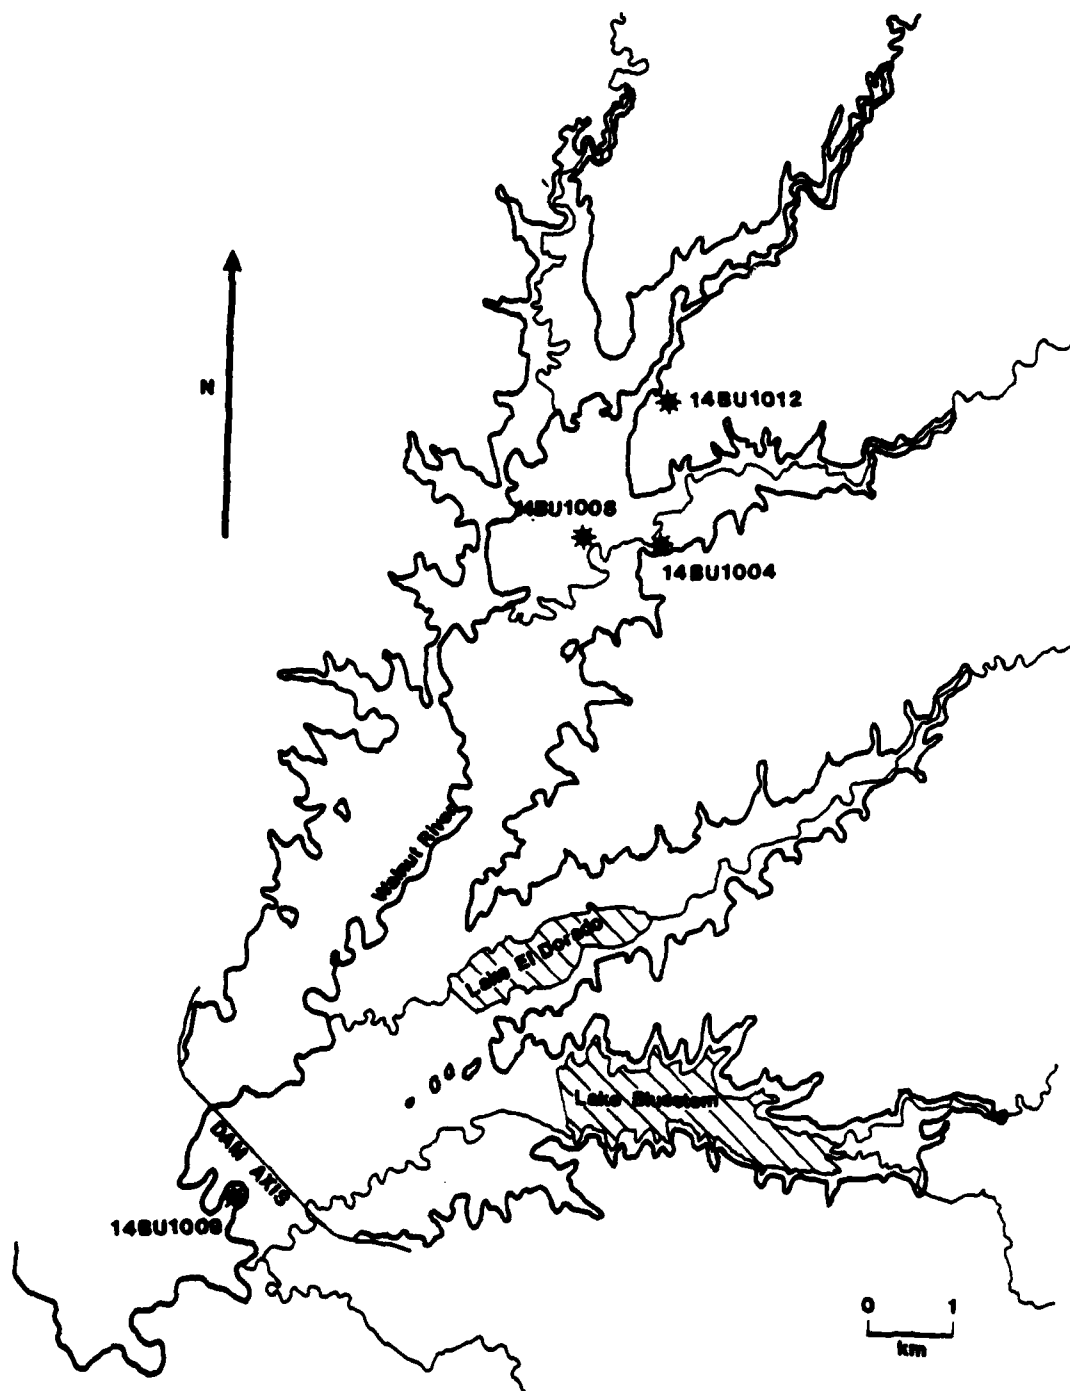 N
14BU1012
14BU1008
14BU1004
Walnut River
Lake El Dorado
Lake Bluestem
DAM AXIS
14BU1009
0 1
km